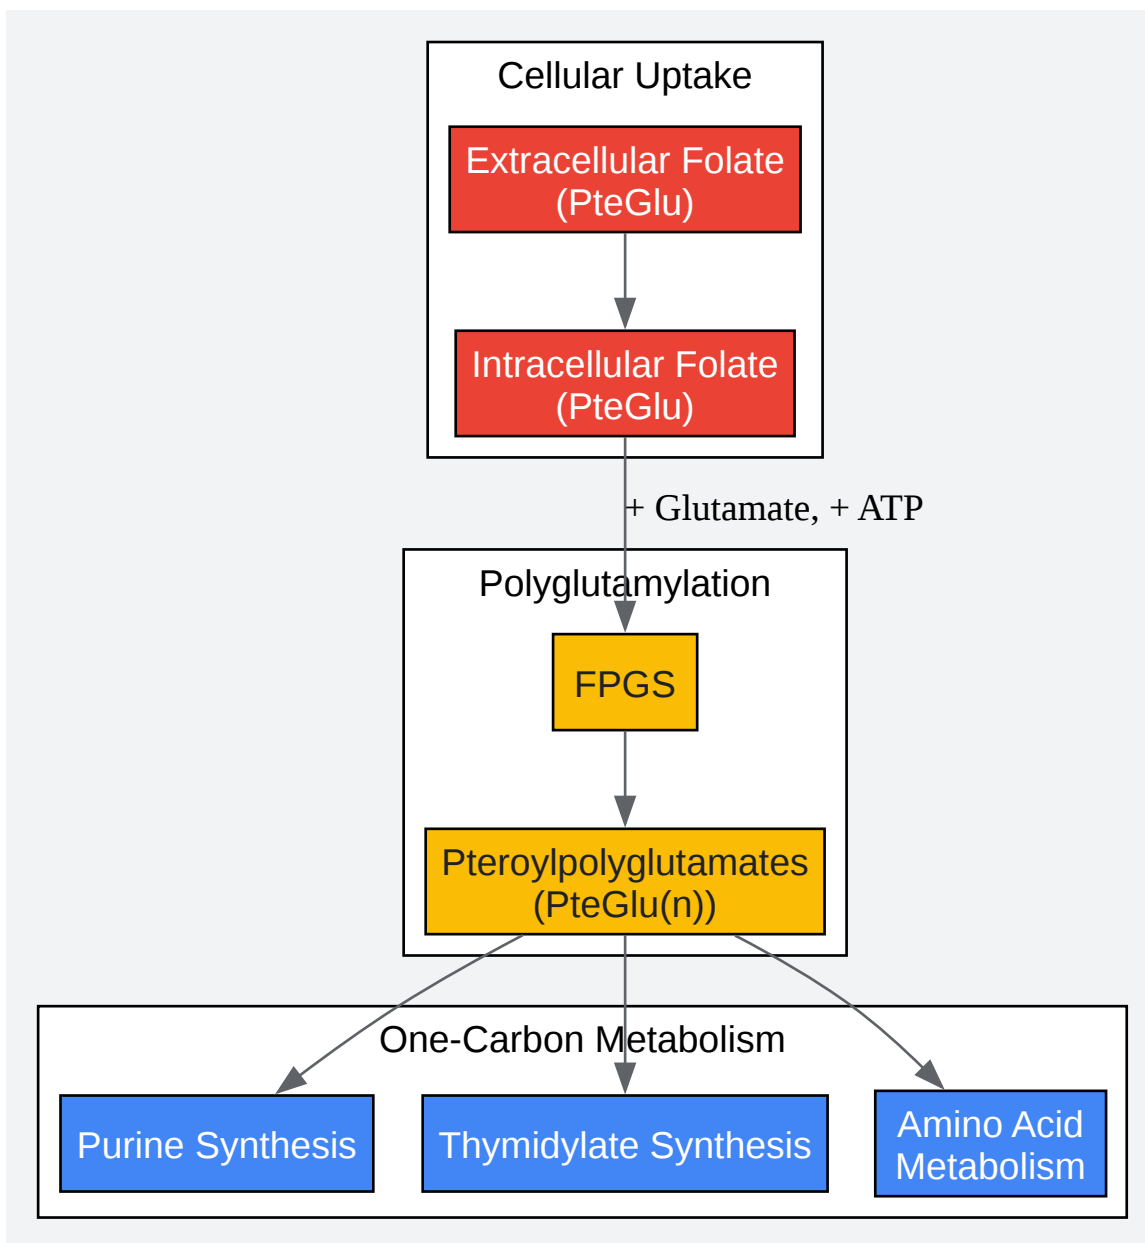 Cellular Uptake
Extracellular Folate
(PteGlu)
Intracellular Folate
(PteGlu)
+ Glutamate, + ATP
Polyglutamylation
FPGS
Pteroylpolyglutamates
(PteGlu(n))
One-Carbon Metabolism
Purine Synthesis
Thymidylate Synthesis
Amino Acid
Metabolism